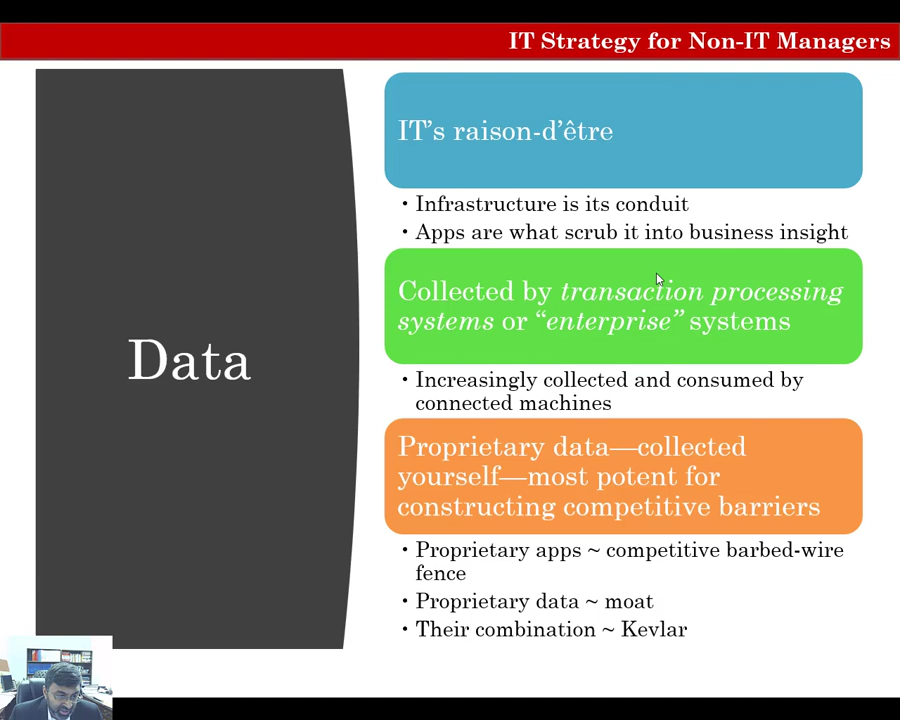 IT Strategy for Non-IT Managers
Data
IT’s raison-d’être
• Infrastructure is its conduit
• Apps are what scrub it into business insight
Collected by transaction processing
systems or “enterprise” systems
• Increasingly collected and consumed by
connected machines
Proprietary data—collected
yourself—most potent for
constructing competitive barriers
• Proprietary apps ~ competitive barbed-wire
fence
• Proprietary data ~ moat
• Their combination ~ Kevlar